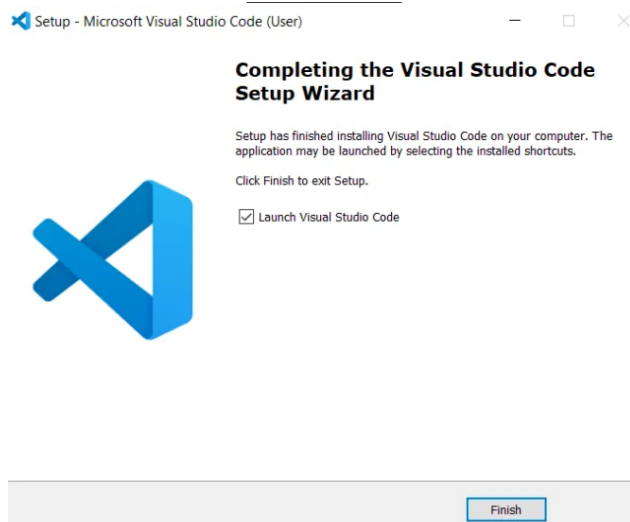 Setup - Microsoft Visual Studio Code (User)
Completing the Visual Studio Code
Setup Wizard
Setup has finished installing Visual Studio Code on your computer. The
application may be launched by selecting the installed shortcuts.
Click Finish to exit Setup.
Launch Visual Studio Code
Finish